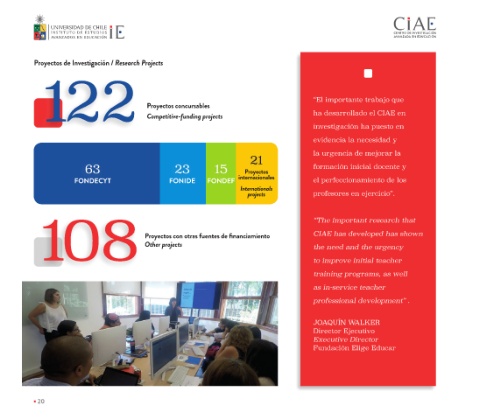 UNIVERSIDAD DE CHILE
INSTITUTO DE ESTUDIOS
AVANZADOS EN EDUCACIÓN
iE
CIAE
Proyectos de Investigación / Research Projects
122
Proyectos concursables
Competitive-funding projects
63
FONDECYT
23
FONIDE
15
FONDEF
21
Proyectos
internacionales
Internationals
projects
108
Proyectos con otras fuentes de financiamiento
Other projects
"El importante trabajo que
ha desarrollado el CIAE en
investigación ha puesto en
evidencia la necesidad y
la urgencia de mejorar la
formación inicial docente y
el perfeccionamiento de los
profesores en ejercicio".
"The important research that
CIAE has developed has shown
the need and the urgency
to improve initial teacher
training programs, as well
as in-service teacher
professional development".
JOAQUÍN WALKER
Director Ejecutivo
Executive Director
Fundación Elige Educar
20